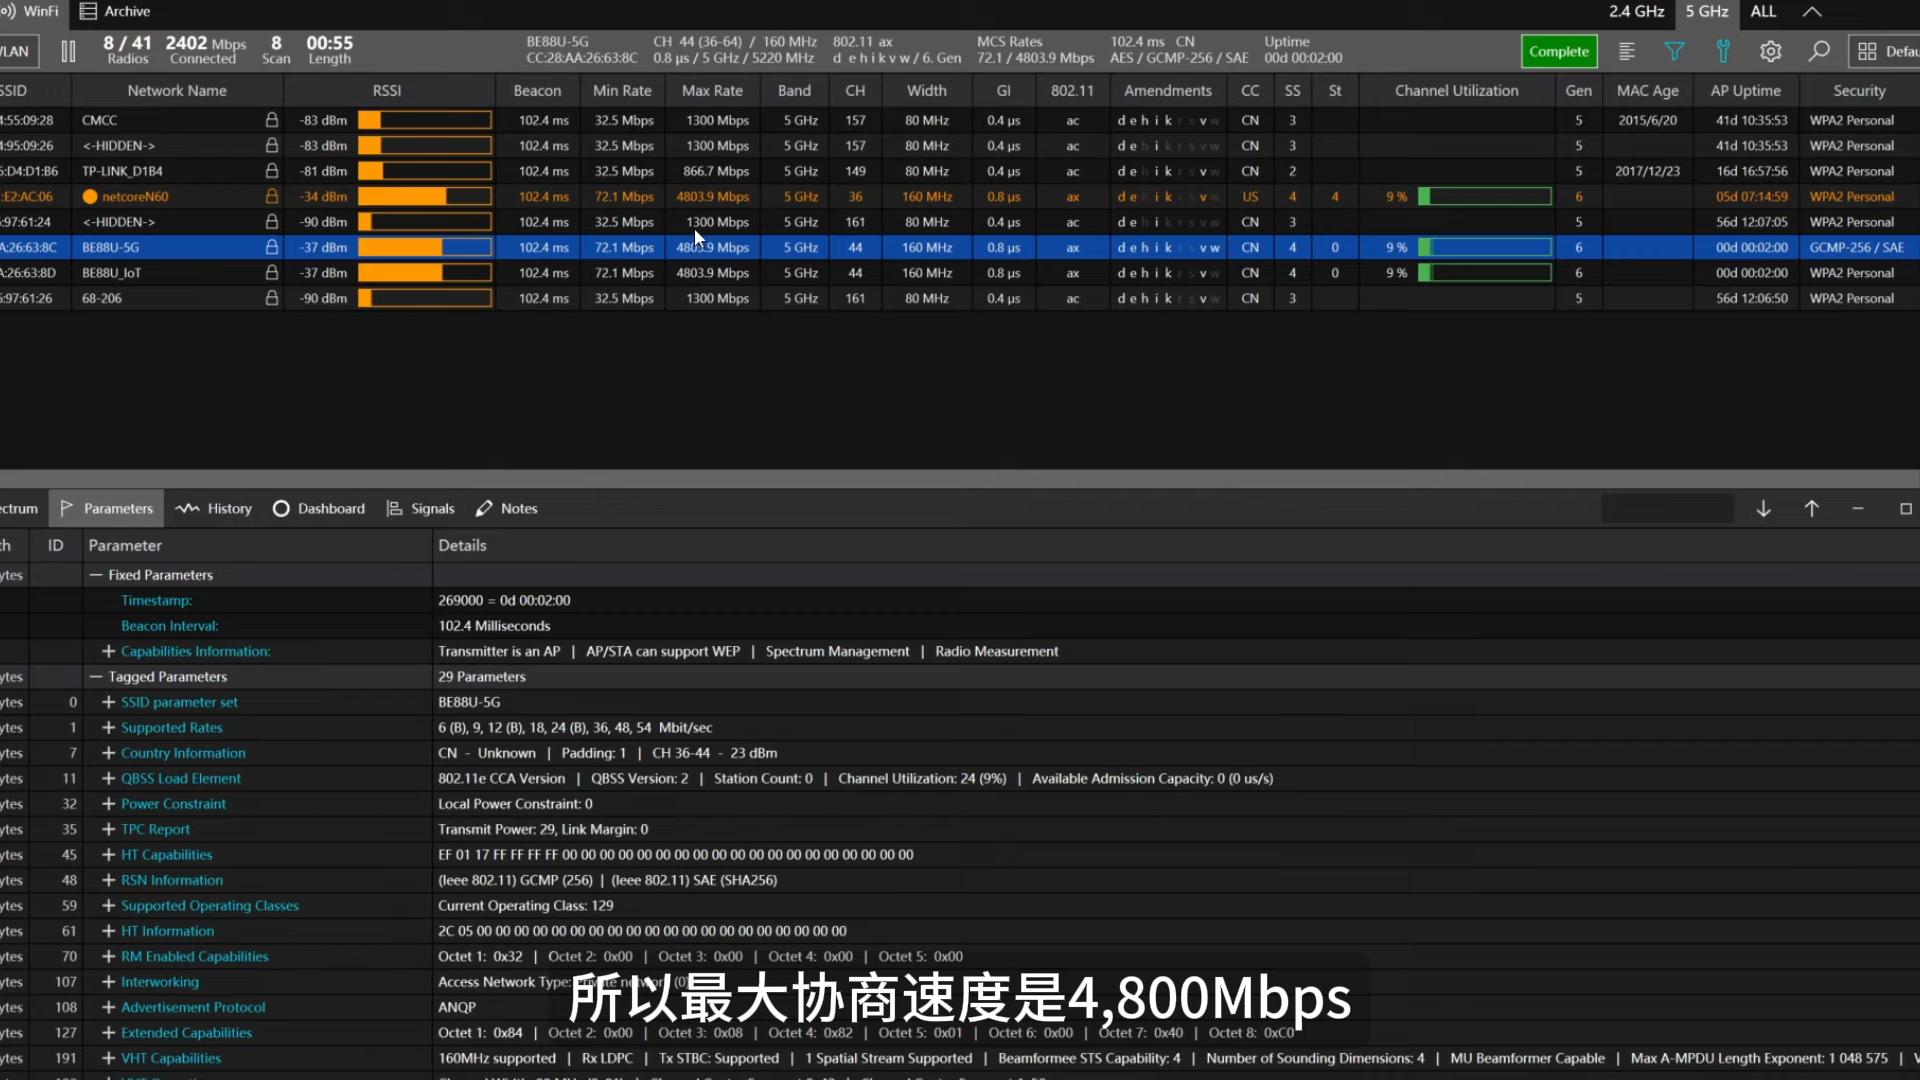 WinFi Archive 2.4 GHz 5 GHz ALL
8 / 41 2402 Mbps 8 00:55
Radios Connected Scan Length
BE88U-5G CH 44 (36-64) / 160 MHz 802.11 ax MCS Rates 102.4 ms CN Uptime
CC:28:AA:26:63:8C 0.8 µs / 5 GHz / 5220 MHz d e h i k v w / 6. Gen 72.1 / 4803.9 Mbps AES / GCMP-256 / SAE 00d 00:02:00
Complete
Network Name RSSI Beacon Min Rate Max Rate Band CH Width GI 802.11 Amendments CC SS St Channel Utilization Gen MAC Age AP Uptime Security
:55:09:28 CMCC -83 dBm 102.4 ms 32.5 Mbps 1300 Mbps 5 GHz 157 80 MHz 0.4 µs ac d e h i k r s v w CN 3 5 2015/6/20 41d 10:35:53 WPA2 Personal
:95:09:26 <-HIDDEN-> -83 dBm 102.4 ms 32.5 Mbps 1300 Mbps 5 GHz 157 80 MHz 0.4 µs ac d e h i k r s v w CN 3 5 41d 10:35:53 WPA2 Personal
:D4:D1:B6 TP-LINK_D1B4 -81 dBm 102.4 ms 32.5 Mbps 866.7 Mbps 5 GHz 149 80 MHz 0.4 µs ac d e h i k r s v w CN 2 5 2017/12/23 16d 16:57:56 WPA2 Personal
:E2:AC:06 netcoreN60 -34 dBm 102.4 ms 72.1 Mbps 4803.9 Mbps 5 GHz 36 160 MHz 0.8 µs ax d e h i k r s v w US 4 4 9 % 6 05d 07:14:59 WPA2 Personal
:97:61:24 <-HIDDEN-> -90 dBm 102.4 ms 32.5 Mbps 1300 Mbps 5 GHz 161 80 MHz 0.4 µs ac d e h i k r s v w CN 3 5 56d 12:07:05 WPA2 Personal
A:26:63:8C BE88U-5G -37 dBm 102.4 ms 72.1 Mbps 4803.9 Mbps 5 GHz 44 160 MHz 0.8 µs ax d e h i k r s v w CN 4 0 9 % 6 00d 00:02:00 GCMP-256 / SAE
A:26:63:8D BE88U_IoT -37 dBm 102.4 ms 72.1 Mbps 4803.9 Mbps 5 GHz 44 160 MHz 0.8 µs ax d e h i k r s v w CN 4 0 9 % 6 00d 00:02:00 WPA2 Personal
:97:61:26 68-206 -90 dBm 102.4 ms 32.5 Mbps 1300 Mbps 5 GHz 161 80 MHz 0.4 µs ac d e h i k r s v w CN 3 5 56d 12:06:50 WPA2 Personal
Parameters History Dashboard Signals Notes
ID Parameter Details
Fixed Parameters
Timestamp: 269000 = 0d 00:02:00
Beacon Interval: 102.4 Milliseconds
Capabilities Information: Transmitter is an AP | AP/STA can support WEP | Spectrum Management | Radio Measurement
Tagged Parameters 29 Parameters
0 SSID parameter set BE88U-5G
1 Supported Rates 6 (B), 9, 12 (B), 18, 24 (B), 36, 48, 54 Mbit/sec
7 Country Information CN - Unknown | Padding: 1 | CH 36-44 - 23 dBm
11 QBSS Load Element 802.11e CCA Version | QBSS Version: 2 | Station Count: 0 | Channel Utilization: 24 (9%) | Available Admission Capacity: 0 (0 us/s)
32 Power Constraint Local Power Constraint: 0
35 TPC Report Transmit Power: 29, Link Margin: 0
45 HT Capabilities EF 01 17 FF FF FF FF 00 00 00 00 00 00 00 00 00 00 00 00 00 00 00 00 00 00 00
48 RSN Information (Ieee 802.11) GCMP (256) | (Ieee 802.11) SAE (SHA256)
59 Supported Operating Classes Current Operating Class: 129
61 HT Information 2C 05 00 00 00 00 00 00 00 00 00 00 00 00 00 00 00 00 00 00 00 00
70 RM Enabled Capabilities Octet 1: 0x32 | Octet 2: 0x00 | Octet 3: 0x00 | Octet 4: 0x00 | Octet 5: 0x00
107 Interworking Access Network Type:
所以最大协商速度是4,800Mbps
108 Advertisement Protocol ANQP
127 Extended Capabilities Octet 1: 0x84 | Octet 2: 0x00 | Octet 3: 0x08 | Octet 4: 0x82 | Octet 5: 0x01 | Octet 6: 0x00 | Octet 7: 0x40 | Octet 8: 0xC0
191 VHT Capabilities 160MHz supported | Rx LDPC | Tx STBC: Supported | 1 Spatial Stream Supported | Beamformee STS Capability: 4 | Number of Sounding Dimensions: 4 | MU Beamformer Capable | Max A-MPDU Length Exponent: 1 048 575 |